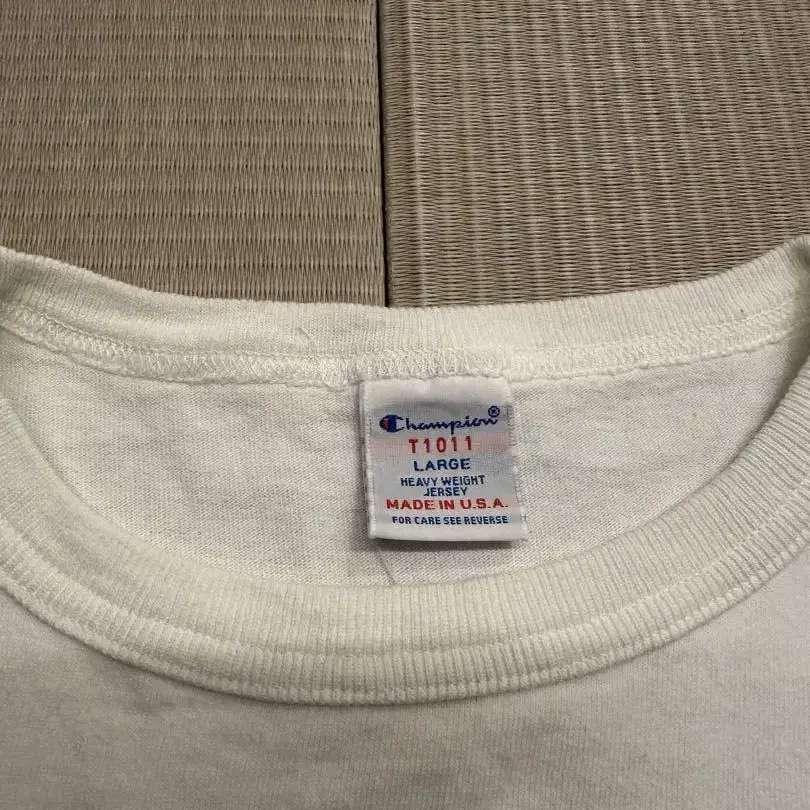 Champion®
T1011
LARGE
HEAVY WEIGHT
JERSEY
MADE IN U.S.A.
FOR CARE SEE REVERSE